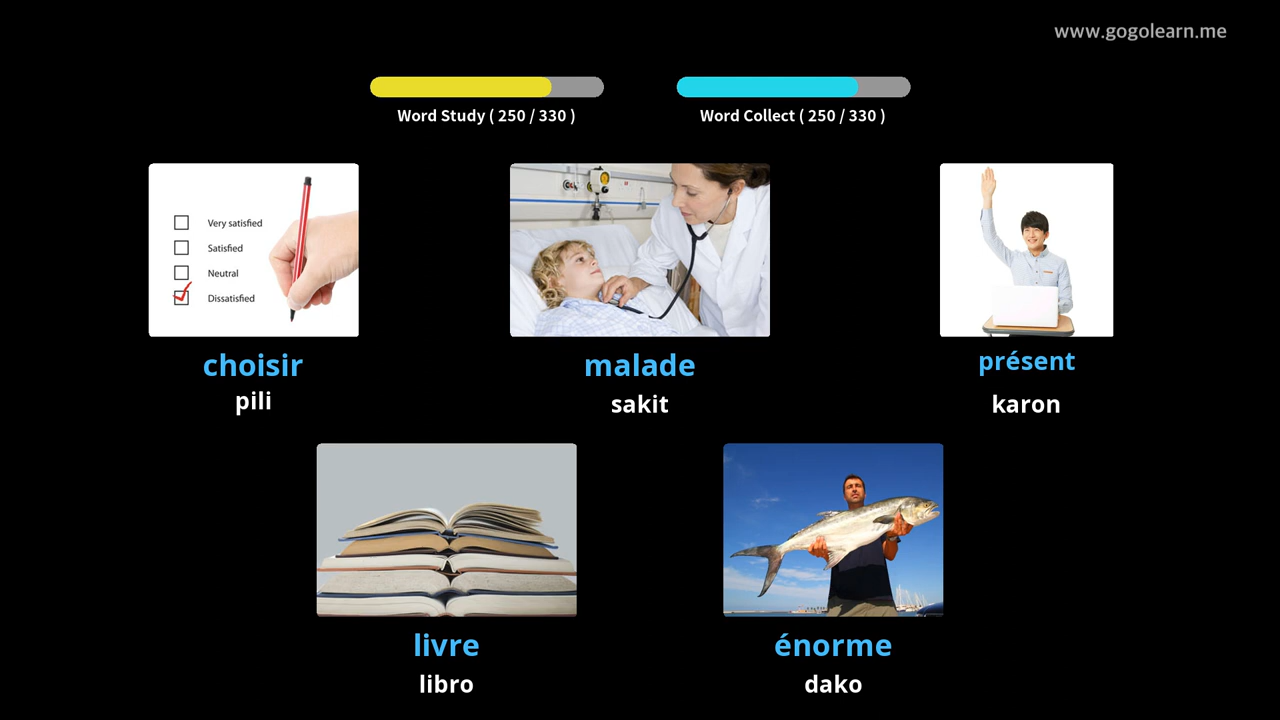 www.gogolearn.me
Word Study ( 250 / 330 )
Word Collect ( 250 / 330 )
Very satisfied
Satisfied
Neutral
Dissatisfied
choisir
pili
malade
sakit
présent
karon
livre
libro
énorme
dako